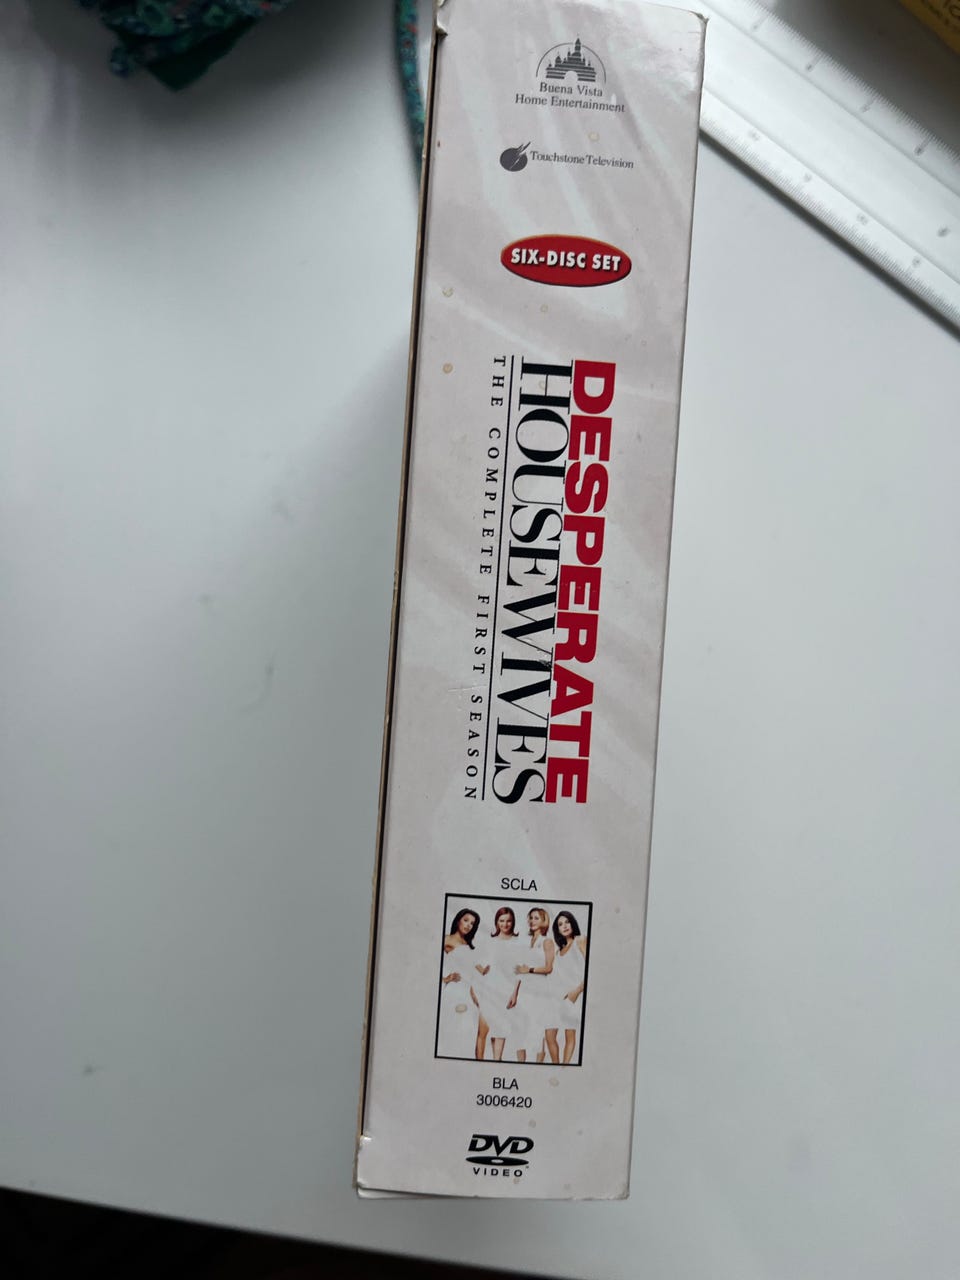 Buena Vista
Home Entertainment
Touchstone Television
SIX-DISC SET
DESPERATE
HOUSEWIVES
THE COMPLETE FIRST SEASON
SCLA
BLA
3006420
DVD
VIDEO